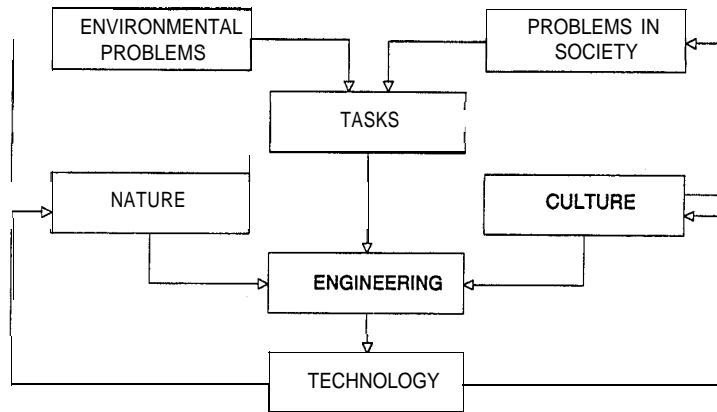 ENVIRONMENTAL
PROBLEMS
PROBLEMS IN
SOCIETY
TASKS
NATURE
CULTURE
ENGINEERING
TECHNOLOGY